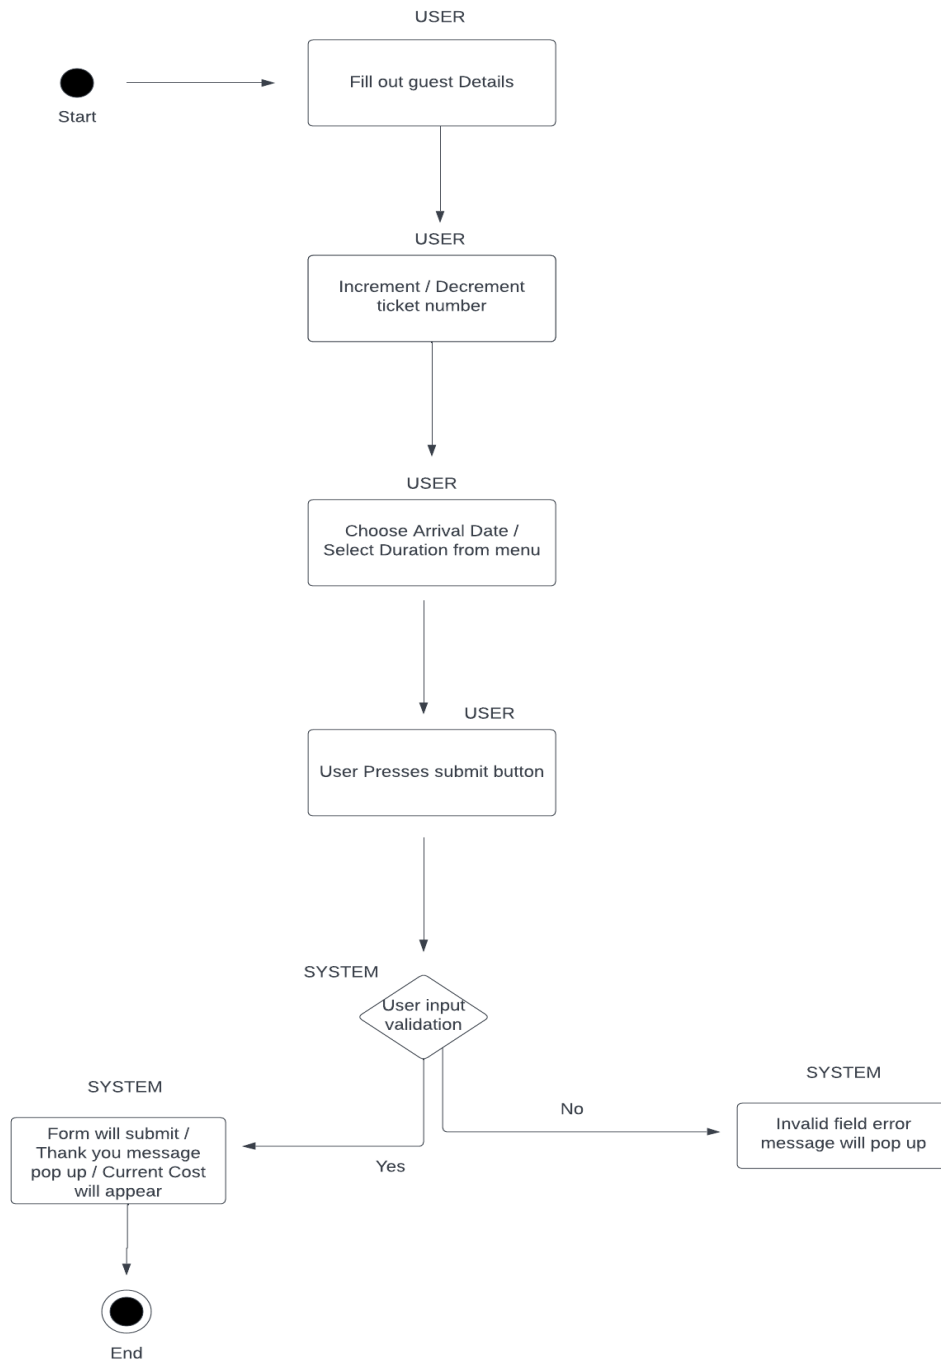 USER
Fill out guest Details
Start
USER
Increment / Decrement
ticket number
USER
Choose Arrival Date /
Select Duration from menu
USER
User Presses submit button
SYSTEM
User input
validation
SYSTEM
Form will submit /
Thank you message
pop up / Current Cost
will appear
Yes
No
SYSTEM
Invalid field error
message will pop up
End